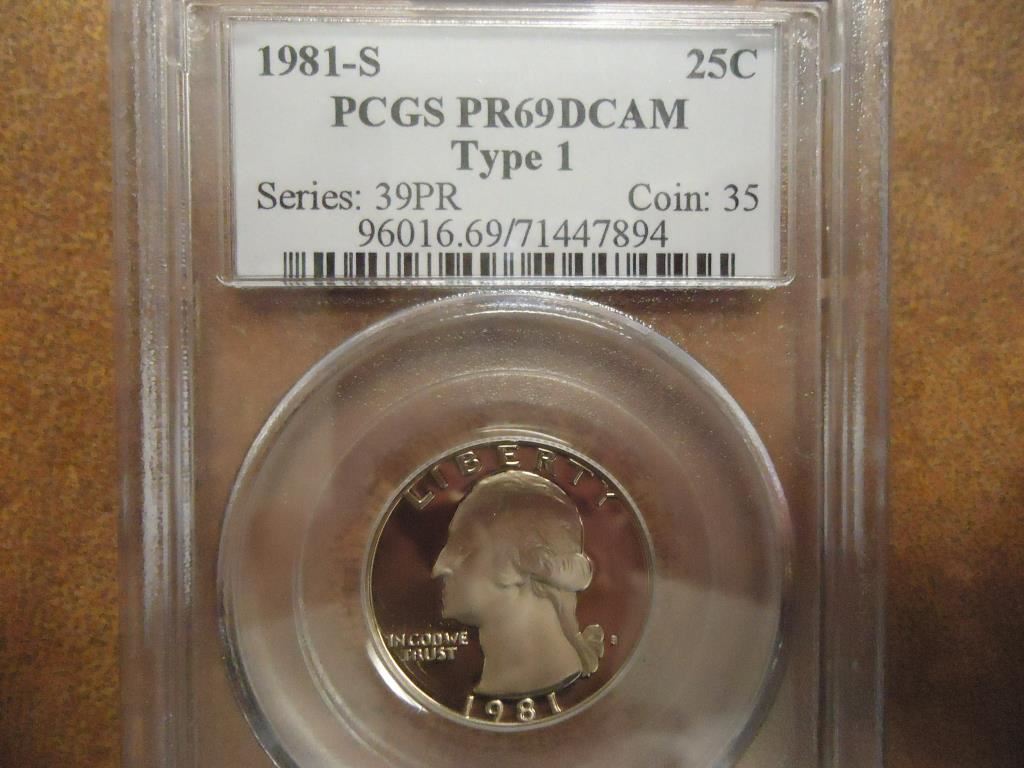 1981-S 25C
PCGS PR69DCAM
Type 1
Series: 39PR Coin: 35
96016.69/71447894
LIBERTY
IN GOD WE
TRUST
S
1981